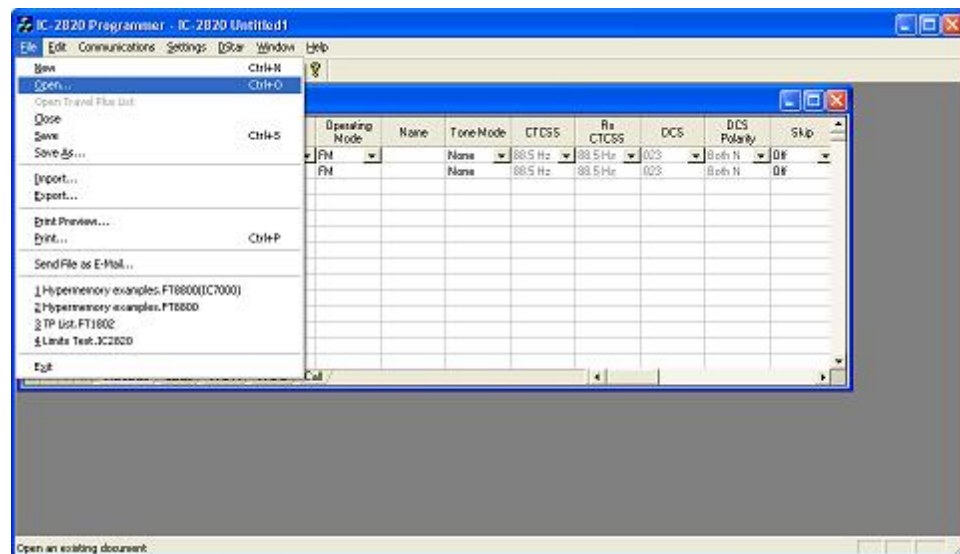 IC-2820 Programmer - IC-2820 Untitled1
File Edit Communications Settings DStar Window Help
New Ctrl+N
Open... Ctrl+O
Open Travel Plus List
Close
Save Ctrl+S
Save As...
Import...
Export...
Print Preview...
Print... Ctrl+P
Send File as E-Mail...
1 Hypermemory examples.FT8800(IC7000)
2 Hypermemory examples.FT8800
3 TP List.FT1802
4 Linda Test.IC2820
Exit
Operating Mode Name Tone Mode CTCSS Rx CTCSS DCS DCS Polarity Skip
FM None 88.5 Hz 88.5 Hz 023 Both N Off
FM None 88.5 Hz 88.5 Hz 023 Both N Off
Call
Open an existing document